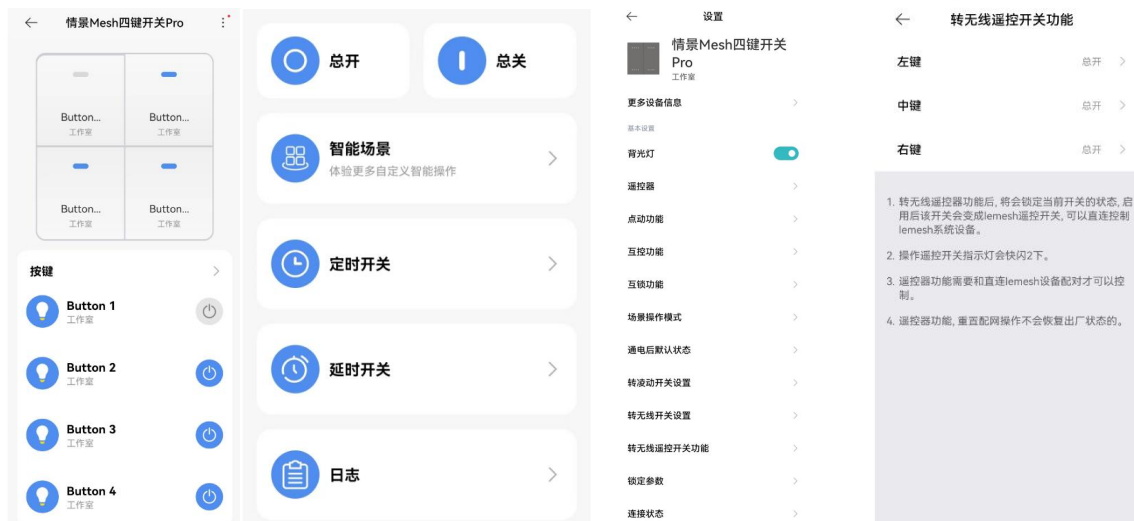 情景Mesh四键开关Pro
Button...
工作室
Button...
工作室
Button...
工作室
Button...
工作室
按键
Button 1
工作室
Button 2
工作室
Button 3
工作室
Button 4
工作室
总开
总关
智能场景
体验更多自定义智能操作
定时开关
延时开关
日志
设置
情景Mesh四键开关
Pro
工作室
更多设备信息
基本设置
背光灯
遥控器
点动功能
互控功能
互锁功能
场景操作模式
通电后默认状态
转凌动开关设置
转无线开关设置
转无线遥控开关功能
锁定参数
连接状态
转无线遥控开关功能
左键 总开
中键 总开
右键 总开
1. 转无线遥控器功能后, 将会锁定当前开关的状态, 启
用后该开关会变成lemesh遥控开关, 可以直连控制
lemesh系统设备。
2. 操作遥控开关指示灯会快闪2下。
3. 遥控器功能需要和直连lemesh设备配对才可以控
制。
4. 遥控器功能, 重置配网操作不会恢复出厂状态的。